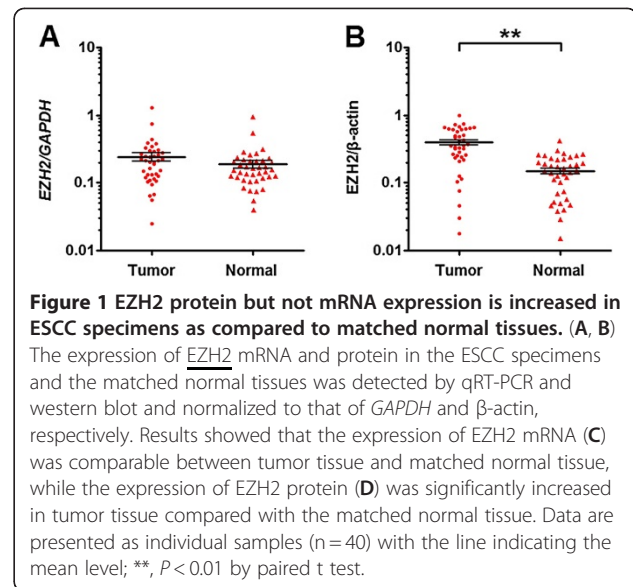 A
B
**
10
1
0.1
0.01
EZH2/GAPDH
Tumor
Normal
10
1
0.1
0.01
EZH2/β-actin
Tumor
Normal
Figure 1 EZH2 protein but not mRNA expression is increased in
ESCC specimens as compared to matched normal tissues. (A, B)
The expression of EZH2 mRNA and protein in the ESCC specimens
and the matched normal tissues was detected by qRT-PCR and
western blot and normalized to that of GAPDH and β-actin,
respectively. Results showed that the expression of EZH2 mRNA (C)
was comparable between tumor tissue and matched normal tissue,
while the expression of EZH2 protein (D) was significantly increased
in tumor tissue compared with the matched normal tissue. Data are
presented as individual samples (n = 40) with the line indicating the
mean level; **, P < 0.01 by paired t test.